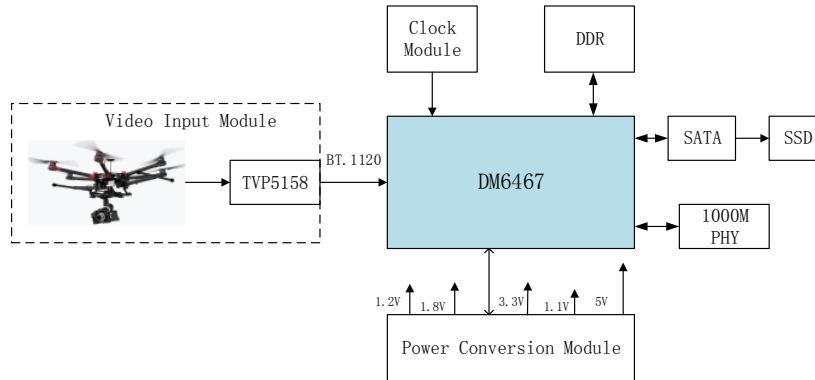 Clock
Module
DDR
Video Input Module
BT.1120
TVP5158
DM6467
SATA
SSD
1000M
PHY
1.2V
1.8V
3.3V
1.1V
5V
Power Conversion Module